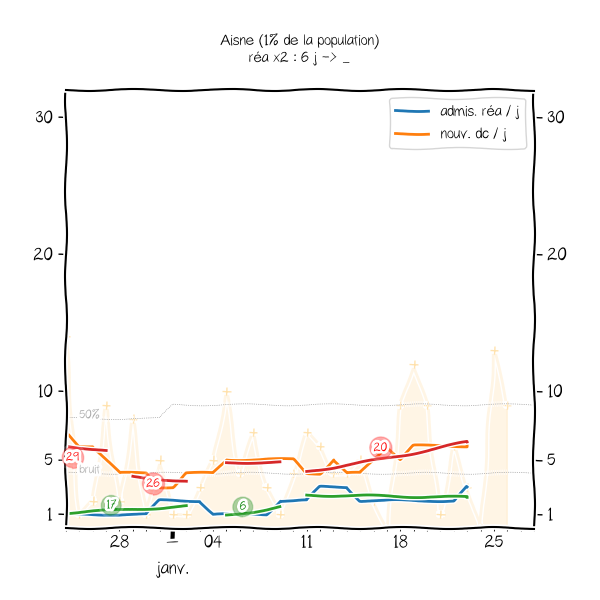 Aisne (1% de la population)
réa x2 : 6 j -> _
admis. réa / j
nouv. dc / j
30 30
20 20
10 10
50%
5 5
bruit
1 1
29
26
17
6
20
28 — 04 11 18 25
janv.